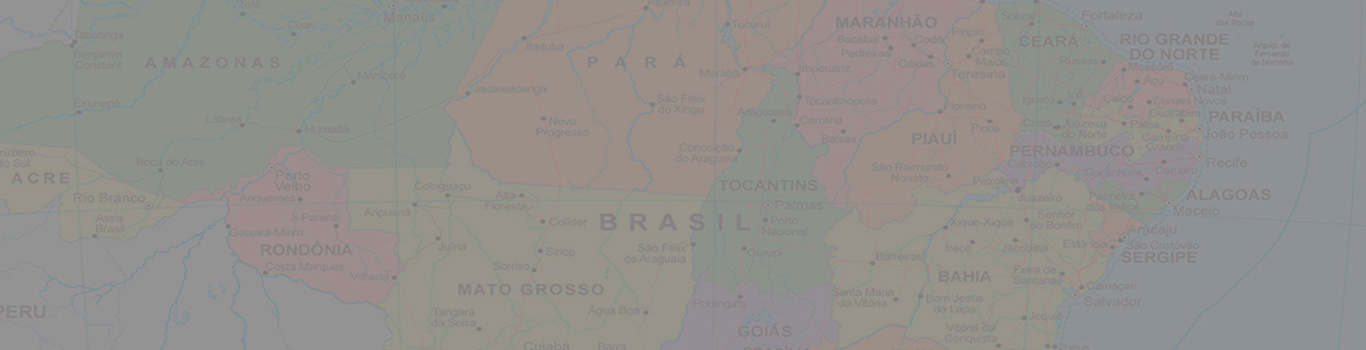 Tefé
Coari
Manaus
Tabatinga
Benjamin
Constant
AMAZONAS
Manicoré
Eirunepé
Lábrea
Humaitá
Boca do Acre
Cruzeiro
do Sul
ACRE
Rio Branco
Assis
Brasil
PERU
Porto
Velho
Ariquemes
Ji-Paraná
Guajará-Mirim
RONDÔNIA
Costa Marques
Vilhena
Altamira
Tucuruí
Itaituba
PARÁ
Marabá
Jacareacanga
São Félix
do Xingu
Novo
Progresso
Conceição
do Araguaia
Cotriguaçu
Alta
Floresta
Aripuanã
Colíder
BRASIL
Juína
Sinop
São Félix
do Araguaia
Sorriso
MATO GROSSO
Tangará
da Serra
Água Boa
Cuiabá
Barra
MARANHÃO
Bacabal
Codó
Pedreiras
Caxias
Imperatriz
Tocantinópolis
Araguaína
Carolina
Balsas
TOCANTINS
Palmas
Porto
Nacional
Gurupi
Porangatu
GOIÁS
BRASÍLIA
Piripiri
Campo
Maior
Teresina
Floriano
Picos
PIAUÍ
São Raimundo
Nonato
Sobral
Fortaleza
CEARÁ
Russas
Iguatu
Icó
Crato
Juazeiro
do Norte
Atol
das Rocas
Arquip. de
Fernando
de Noronha
RIO GRANDE
DO NORTE
Mossoró
Açu
Ceará-Mirim
Natal
Caicó
Currais Novos
Guarabira
PARAÍBA
João Pessoa
Patos
Campina
Grande
PERNAMBUCO
Cabrobó
Recife
Caruaru
Garanhuns
Petrolina
Juazeiro
ALAGOAS
Maceió
Xique-Xique
Senhor
do Bonfim
Aracaju
São Cristóvão
Estância
SERGIPE
Irecê
Jacobina
Barreiras
BAHIA
Feira de
Santana
Camaçari
Salvador
Santa Maria
da Vitória
Bom Jesus
da Lapa
Jequié
Vitória da
Conquista
Ilhéus